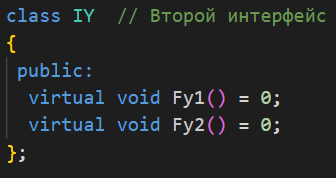 class IY  // Второй интерфейс
{
 public:
  virtual void Fy1() = 0;
  virtual void Fy2() = 0;
};